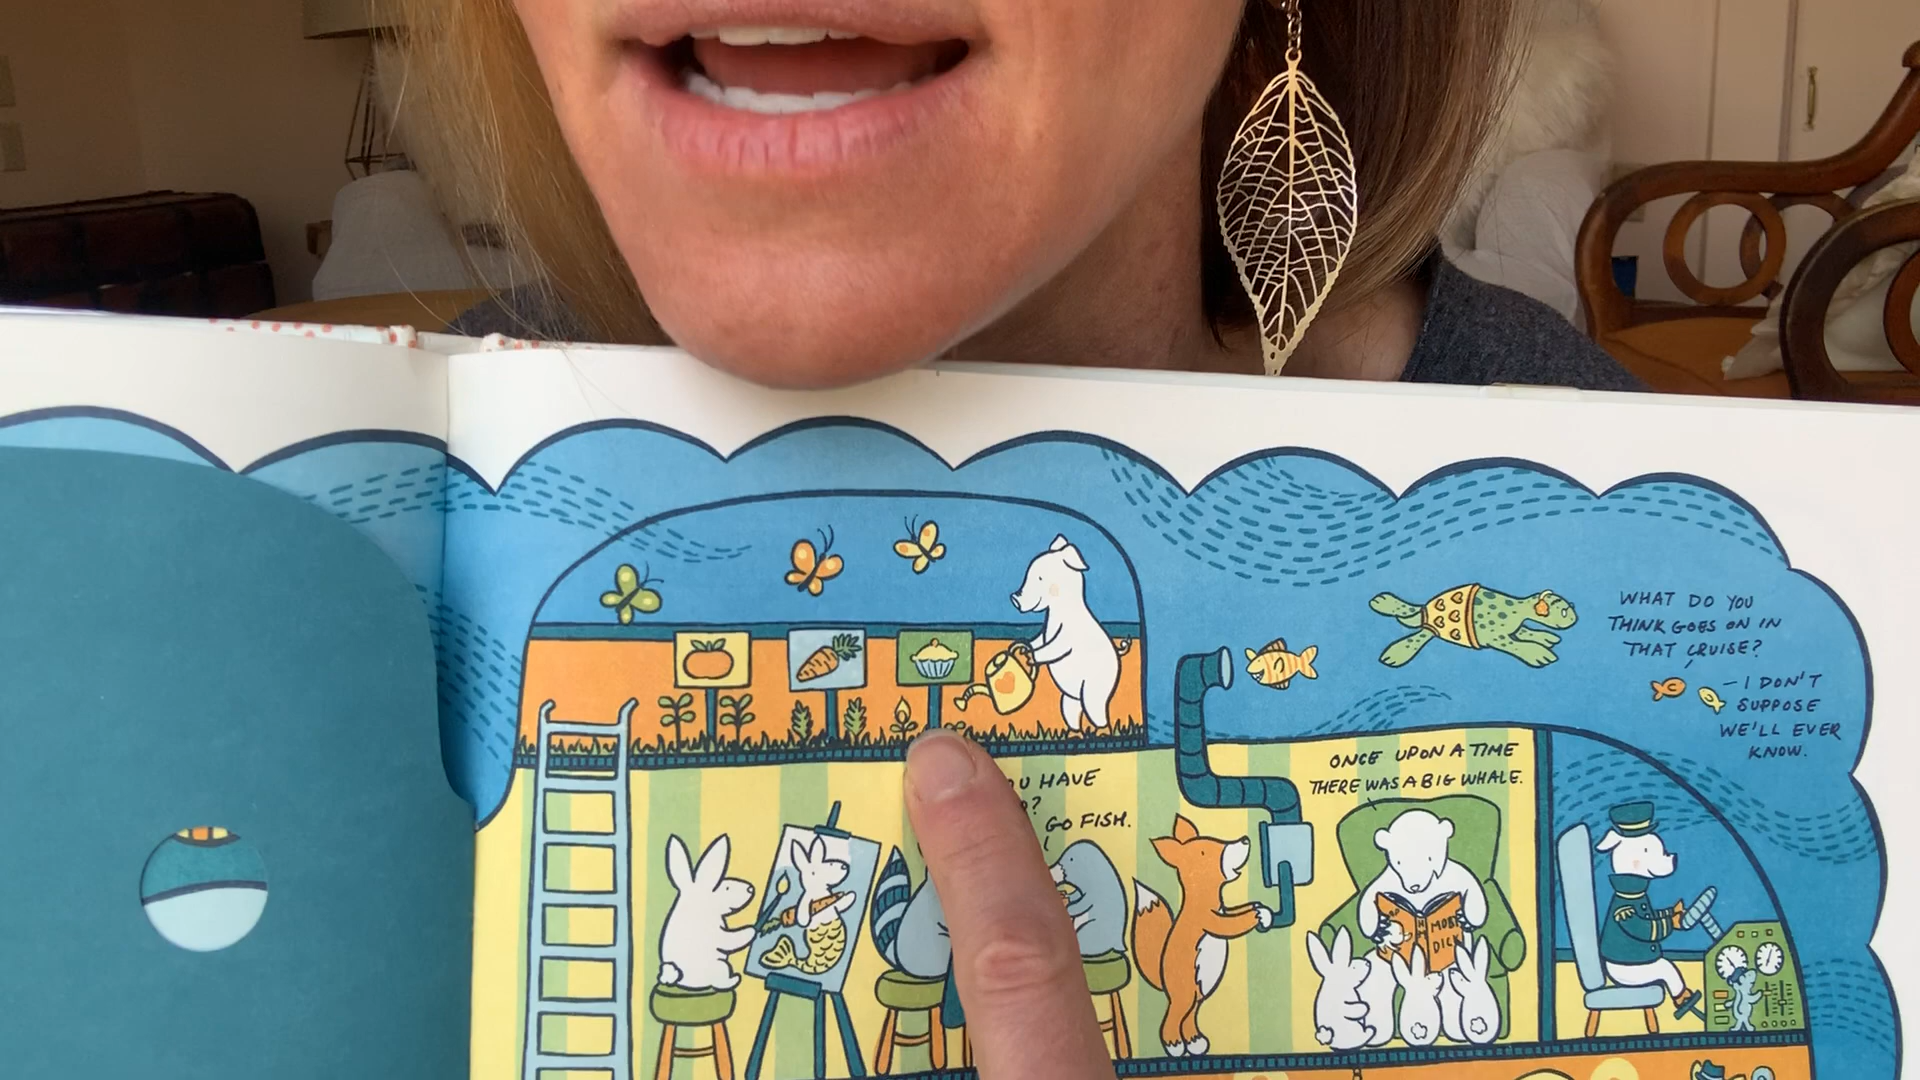 WHAT DO YOU
THINK GOES ON IN
THAT CRUISE?
— I DON'T
SUPPOSE
WE'LL EVER
KNOW.
ONCE UPON A TIME
THERE WAS A BIG WHALE.
HAVE
GO FISH.
MOBY
DICK